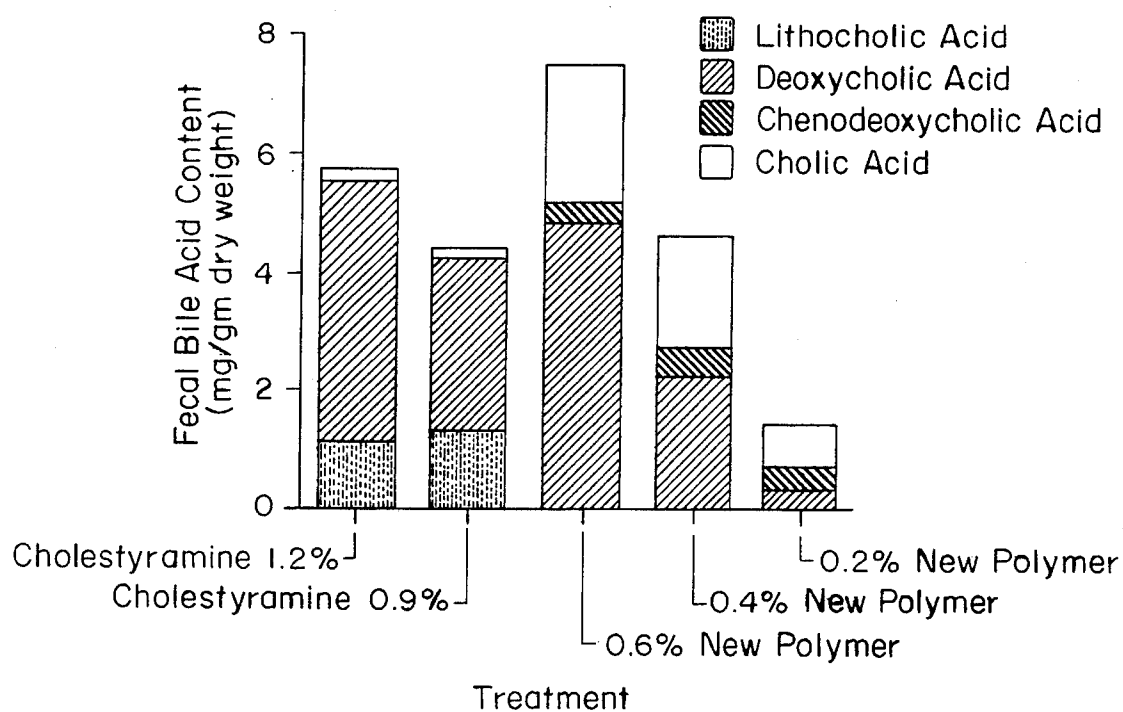 8
6
4
2
0
Fecal Bile Acid Content
(mg/gm dry weight)
Lithocholic Acid
Deoxycholic Acid
Chenodeoxycholic Acid
Cholic Acid
Cholestyramine 1.2%
Cholestyramine 0.9%
0.6% New Polymer
0.4% New Polymer
0.2% New Polymer
Treatment